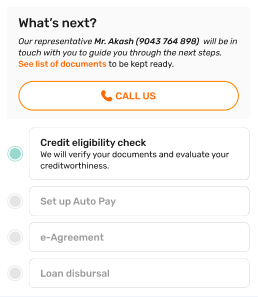 What's next?
Our representative Mr. Akash (9043 764 898) will be in
touch with you to guide you through the next steps.
See list of documents to be kept ready.
CALL US
Credit eligibility check
We will verify your documents and evaluate your
creditworthiness.
Set up Auto Pay
e-Agreement
Loan disbursal